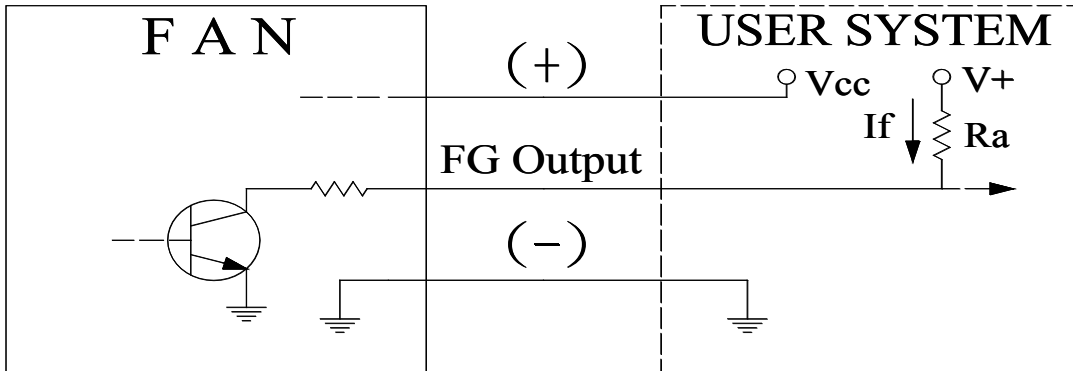 F A N
USER SYSTEM
(+)
Vcc
V+
If
Ra
FG Output
(-)